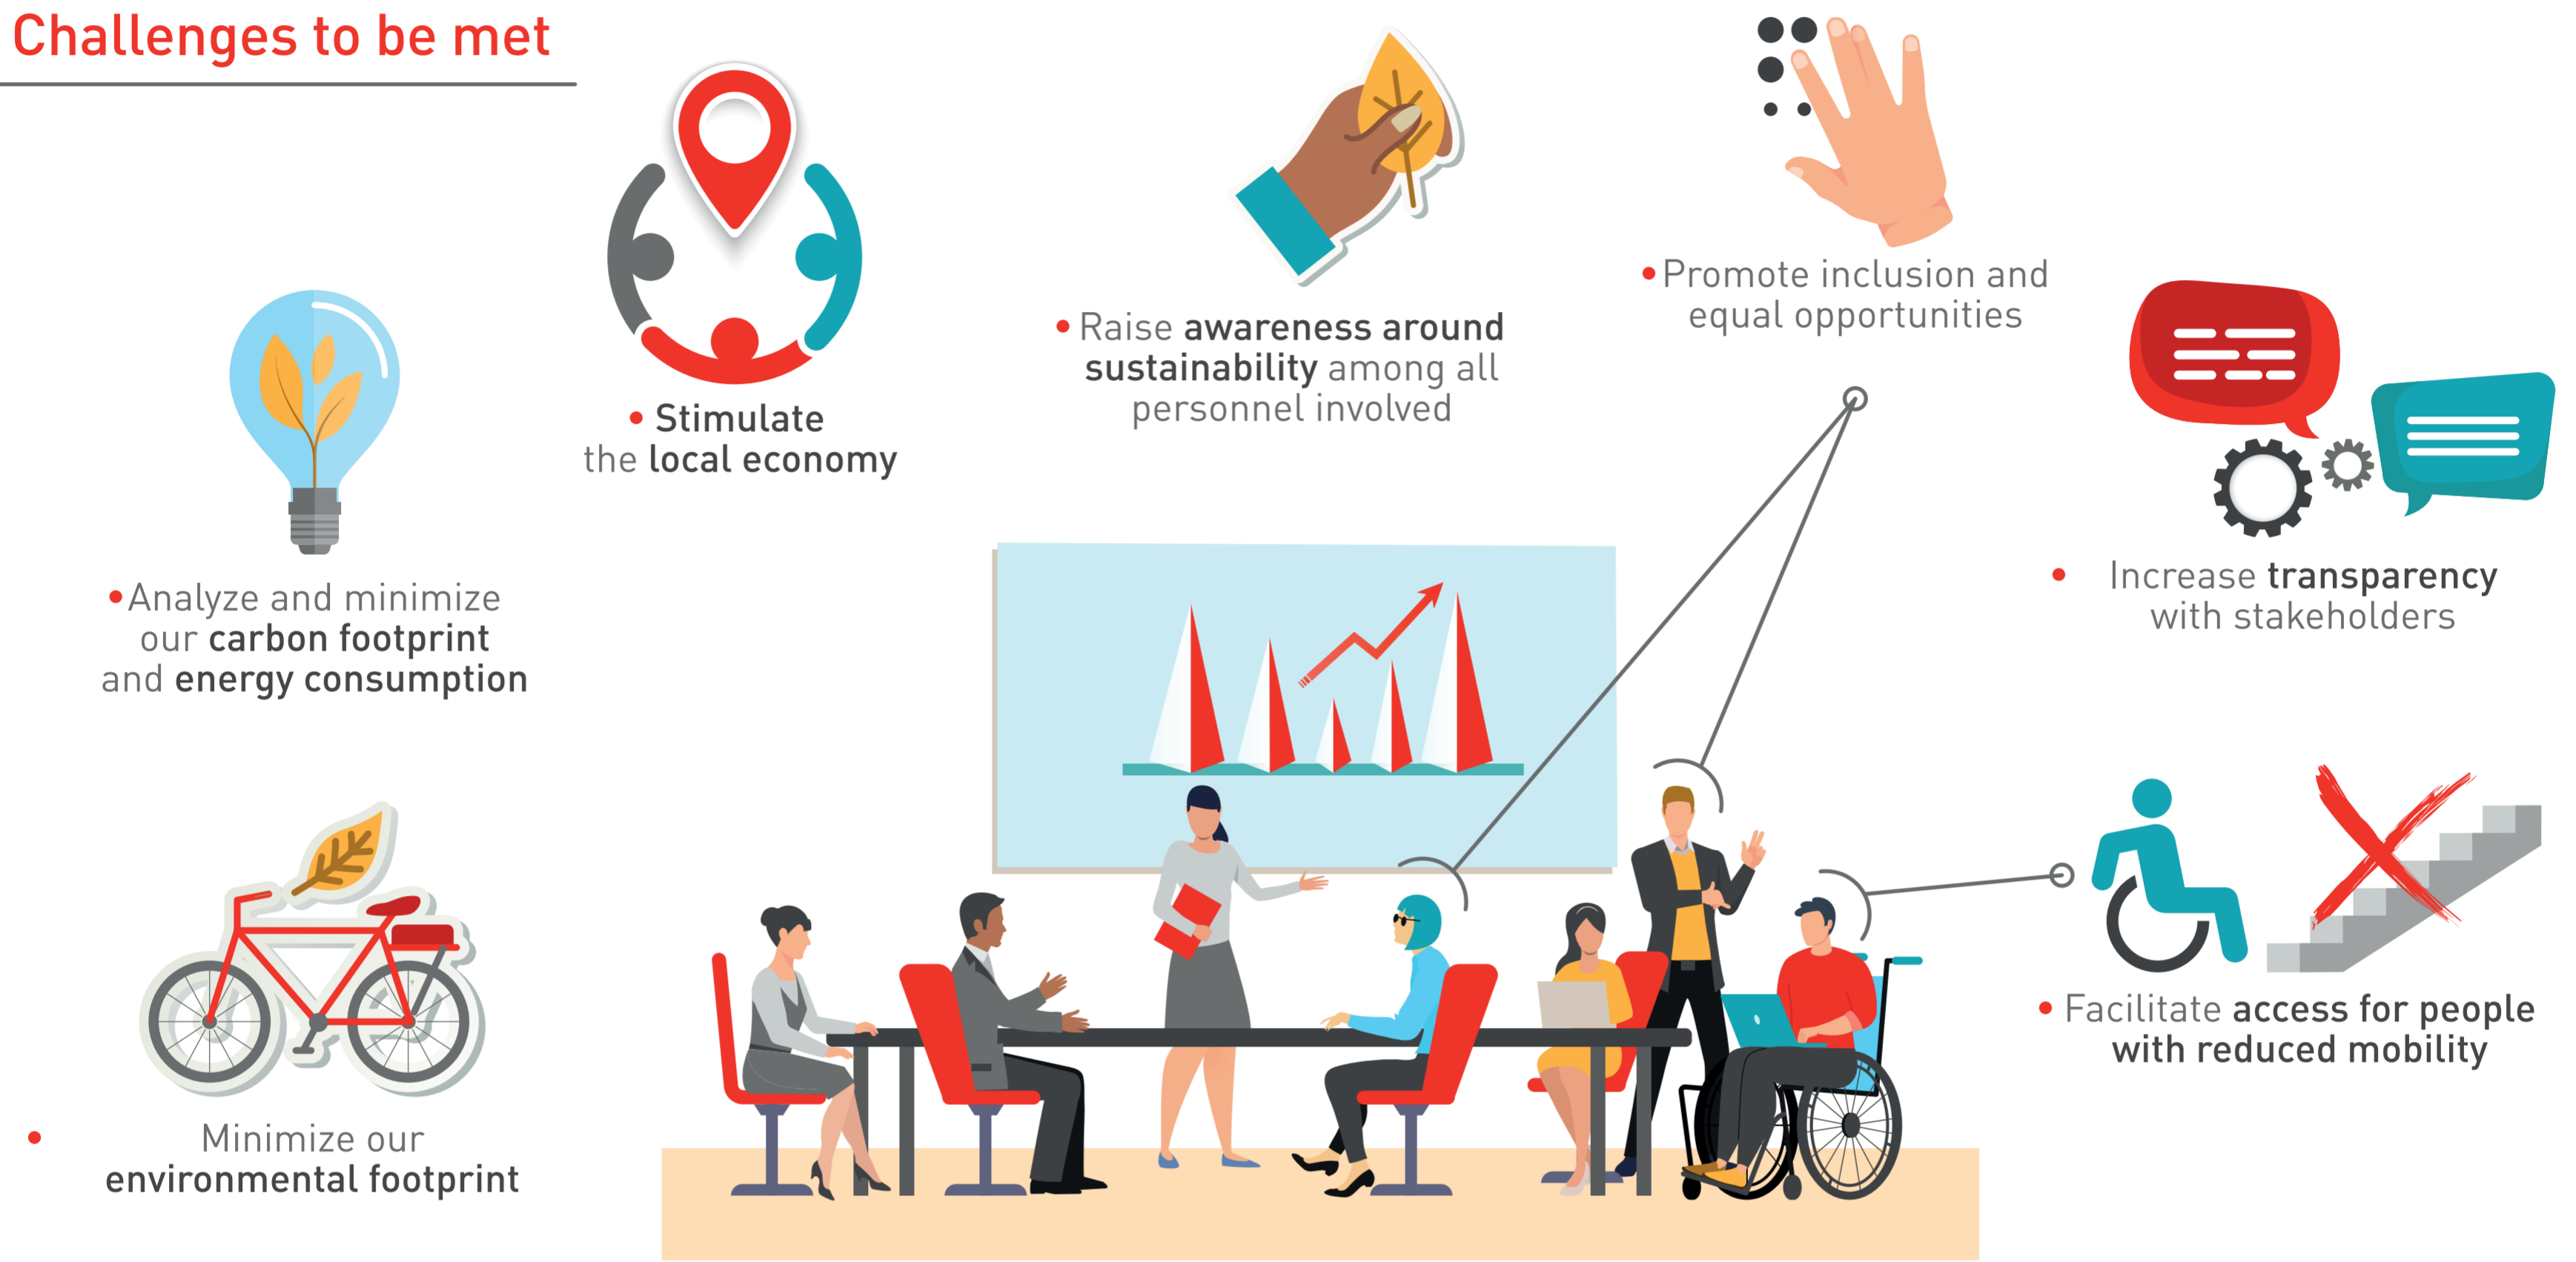 Challenges to be met
• Analyze and minimize
our carbon footprint
and energy consumption
• Stimulate
the local economy
• Raise awareness around
sustainability among all
personnel involved
• Promote inclusion and
equal opportunities
• Increase transparency
with stakeholders
• Minimize our
environmental footprint
• Facilitate access for people
with reduced mobility